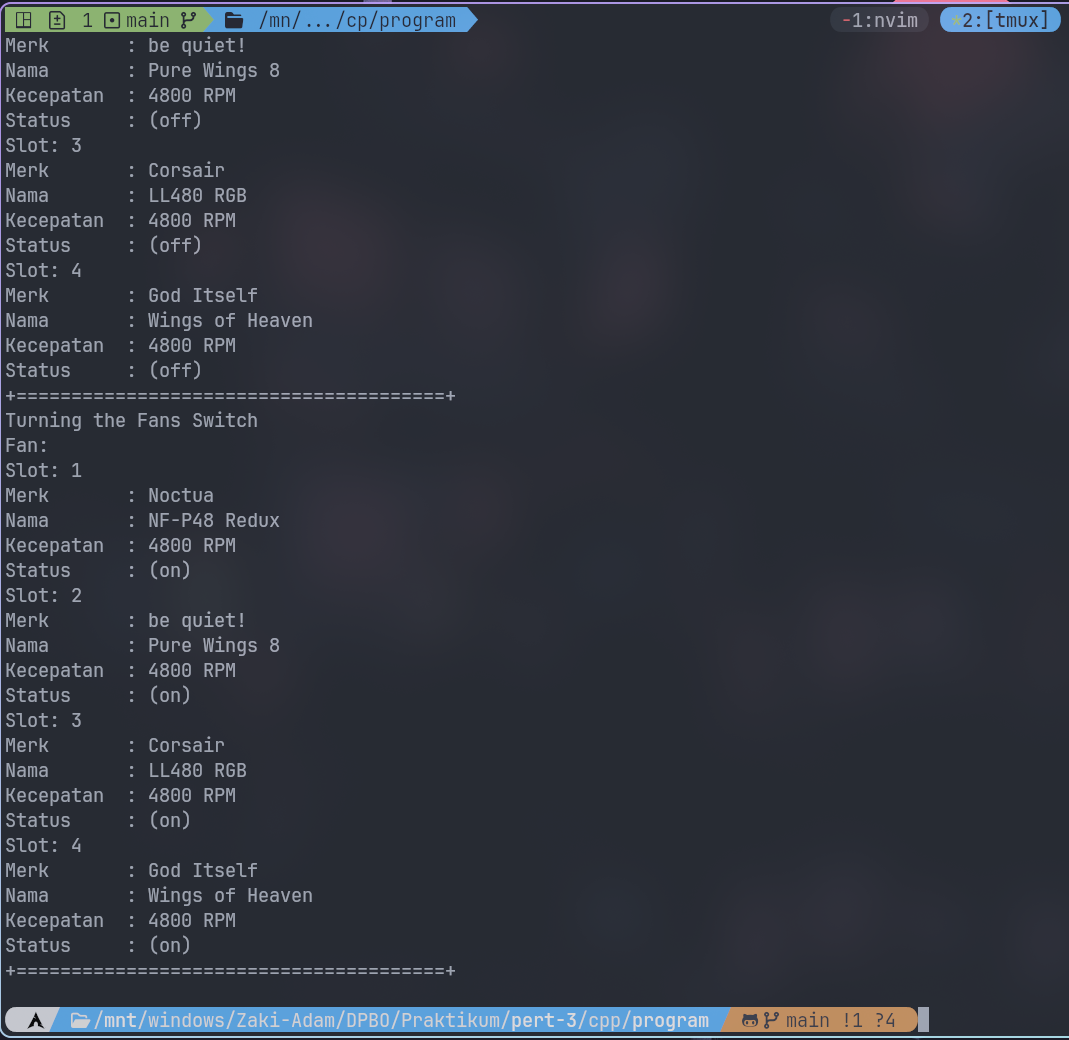 1 main /mn/.../cp/program -1:nvim *2:[tmux]
Merk : be quiet!
Nama : Pure Wings 8
Kecepatan : 4800 RPM
Status : (off)
Slot: 3
Merk : Corsair
Nama : LL480 RGB
Kecepatan : 4800 RPM
Status : (off)
Slot: 4
Merk : God Itself
Nama : Wings of Heaven
Kecepatan : 4800 RPM
Status : (off)
+=======================================+
Turning the Fans Switch
Fan:
Slot: 1
Merk : Noctua
Nama : NF-P48 Redux
Kecepatan : 4800 RPM
Status : (on)
Slot: 2
Merk : be quiet!
Nama : Pure Wings 8
Kecepatan : 4800 RPM
Status : (on)
Slot: 3
Merk : Corsair
Nama : LL480 RGB
Kecepatan : 4800 RPM
Status : (on)
Slot: 4
Merk : God Itself
Nama : Wings of Heaven
Kecepatan : 4800 RPM
Status : (on)
+=======================================+
/mnt/windows/Zaki-Adam/DPBO/Praktikum/pert-3/cpp/program main !1 ?4